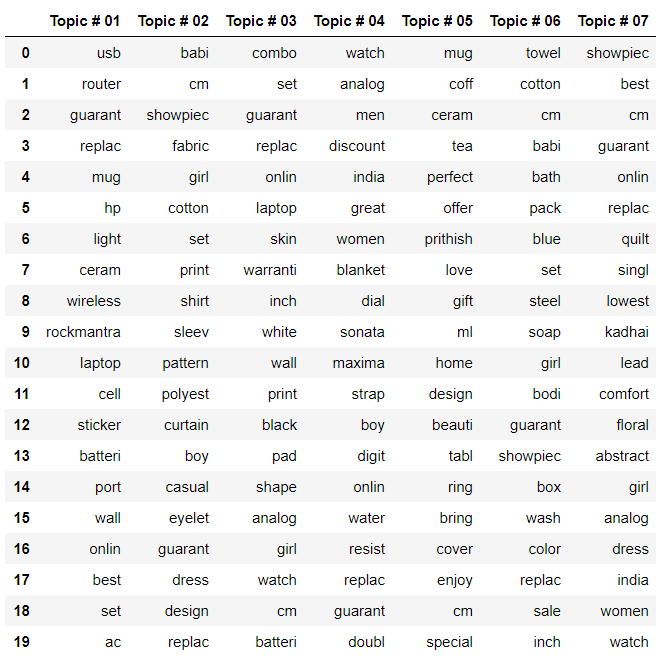 Topic # 01 Topic # 02 Topic # 03 Topic # 04 Topic # 05 Topic # 06 Topic # 07
0 usb babi combo watch mug towel showpiec
1 router cm set analog coff cotton best
2 guarant showpiec guarant men ceram cm cm
3 replac fabric replac discount tea babi guarant
4 mug girl onlin india perfect bath onlin
5 hp cotton laptop great offer pack replac
6 light set skin women prithish blue quilt
7 ceram print warranti blanket love set singl
8 wireless shirt inch dial gift steel lowest
9 rockmantra sleev white sonata ml soap kadhai
10 laptop pattern wall maxima home girl lead
11 cell polyest print strap design bodi comfort
12 sticker curtain black boy beauti guarant floral
13 batteri boy pad digit tabl showpiec abstract
14 port casual shape onlin ring box girl
15 wall eyelet analog water bring wash analog
16 onlin guarant girl resist cover color dress
17 best dress watch replac enjoy replac india
18 set design cm guarant cm sale women
19 ac replac batteri doubl special inch watch